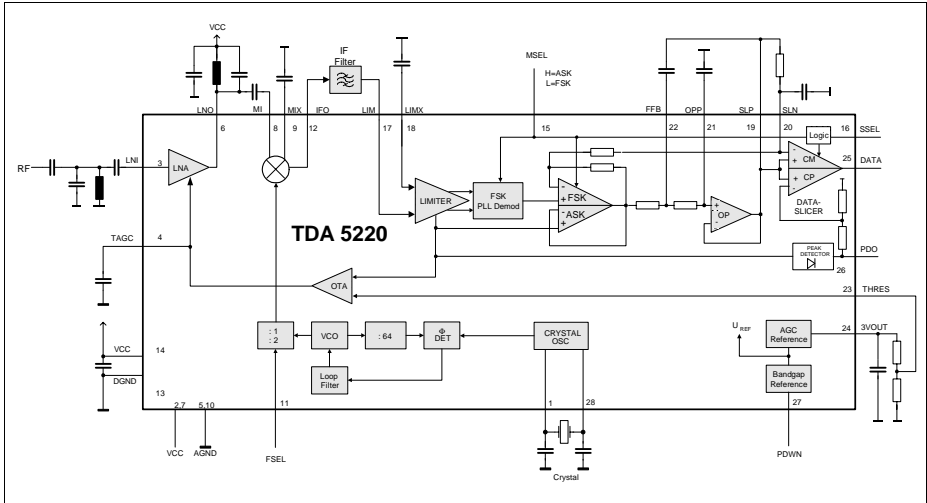 VCC
IF
Filter
MSEL
H=ASK
L=FSK
LNO
MI
MIX
IFO
LIM
LIMX
FFB
OPP
SLP
SLN
6
8
9
12
17
18
15
22
21
19
20
16
SSEL
Logic
RF
LNI
3
LNA
LIMITER
FSK
PLL Demod
- +
+ FSK
- ASK
+
+
-
OP
-
+
+
-
CM
CP
25
DATA
DATA-
SLICER
TDA 5220
TAGC
4
OTA
PEAK
DETECTOR
26
PDO
23
THRES
: 1
: 2
VCO
: 64
Φ
DET
CRYSTAL
OSC
Loop
Filter
U REF
AGC
Reference
24
3VOUT
Bandgap
Reference
VCC
14
DGND
13
2,7
5,10
11
1
28
27
VCC
AGND
FSEL
Crystal
PDWN